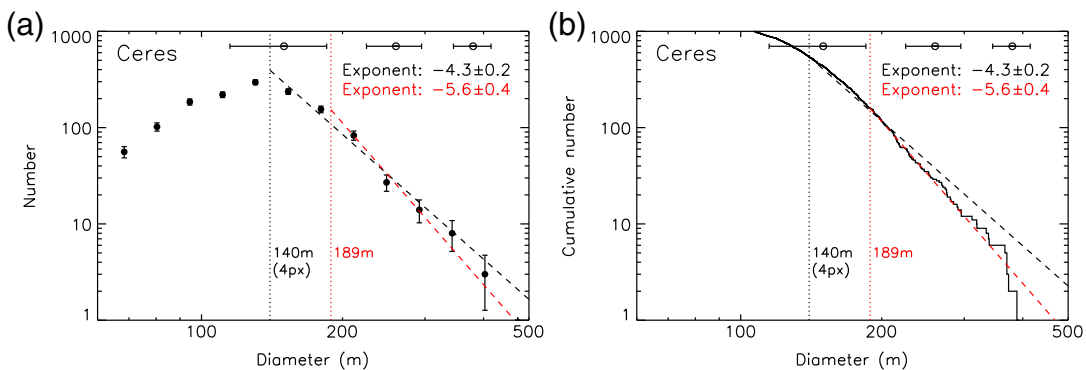 (a)
Ceres
Exponent: −4.3±0.2
Exponent: −5.6±0.4
1000
100
10
1
Number
140m
(4px)
189m
100
200
500
Diameter (m)
(b)
Ceres
Exponent: −4.3±0.2
Exponent: −5.6±0.4
1000
100
10
1
Cumulative number
140m
(4px)
189m
100
200
500
Diameter (m)